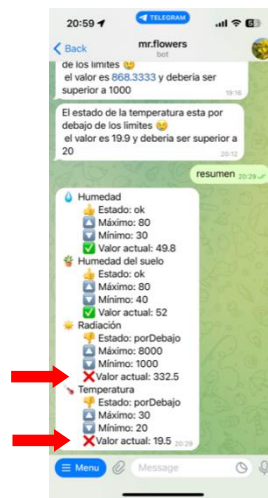 20:59
TELEGRAM
Back
mr.flowers
bot
de los limites
el valor es 868.3333 y deberia ser
superior a 1000
19:16
El estado de la temperatura esta por
debajo de los limites
el valor es 19.9 y deberia ser superior a
20
20:12
resumen 20:29
Humedad
Estado: ok
Máximo: 80
Mínimo: 30
Valor actual: 49.8
Humedad del suelo
Estado: ok
Máximo: 80
Mínimo: 40
Valor actual: 52
Radiación
Estado: porDebajo
Máximo: 8000
Mínimo: 1000
Valor actual: 332.5
Temperatura
Estado: porDebajo
Máximo: 30
Mínimo: 20
Valor actual: 19.5 20:29
Menu
Message